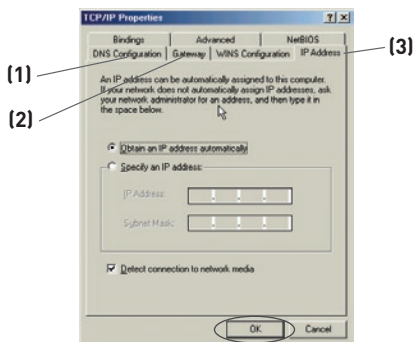 TCP/IP Properties
Bindings Advanced NetBIOS
DNS Configuration Gateway WINS Configuration IP Address
(1)
(2)
(3)
An IP address can be automatically assigned to this computer.
If your network does not automatically assign IP addresses, ask
your network administrator for an address, and then type it in
the space below.
Obtain an IP address automatically
Specify an IP address:
IP Address:
Subnet Mask:
Detect connection to network media
OK Cancel